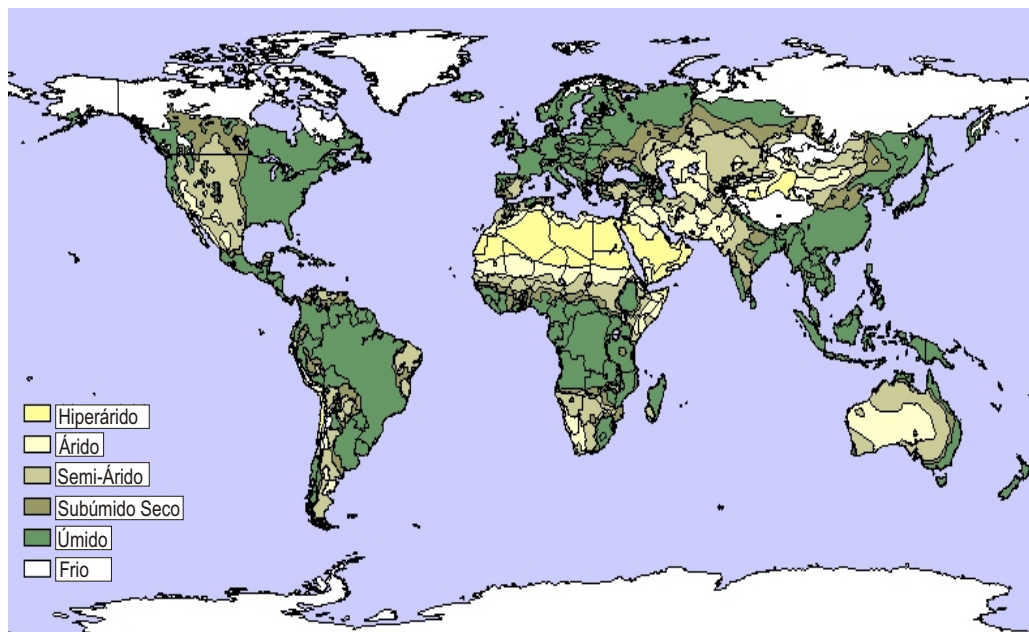 Hiperárido
Árido
Semi-Árido
Subúmido Seco
Úmido
Frio